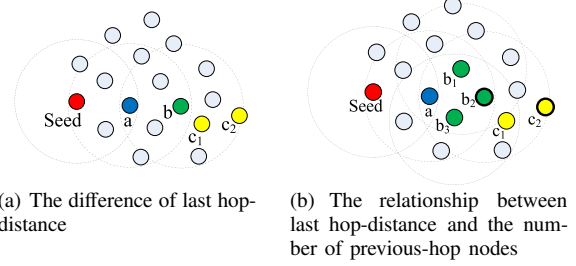 Seed
a
b
c1
c2
Seed
a
b1
b2
b3
c1
c2
(a) The difference of last hop-
distance
(b) The relationship between
last hop-distance and the num-
ber of previous-hop nodes